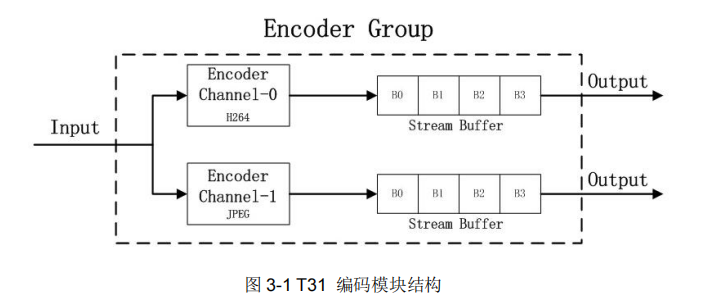 Encoder Group
Encoder
Channel-0
H264
B0 B1 B2 B3
Stream Buffer
Output
Input
Encoder
Channel-1
JPEG
B0 B1 B2 B3
Stream Buffer
Output
图 3-1 T31 编码模块结构